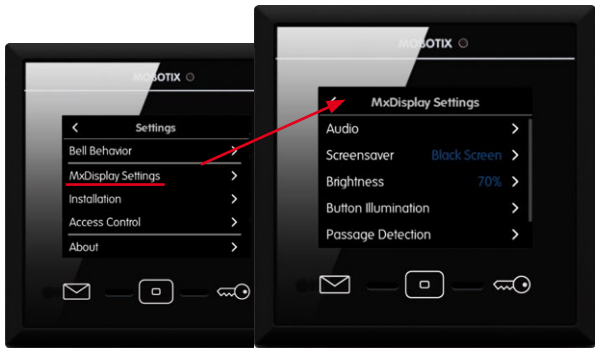 MOBOTIX
Settings
Bell Behavior
MxDisplay Settings
Installation
Access Control
About
MOBOTIX
MxDisplay Settings
Audio
Screensaver Black Screen
Brightness 70%
Button Illumination
Passage Detection